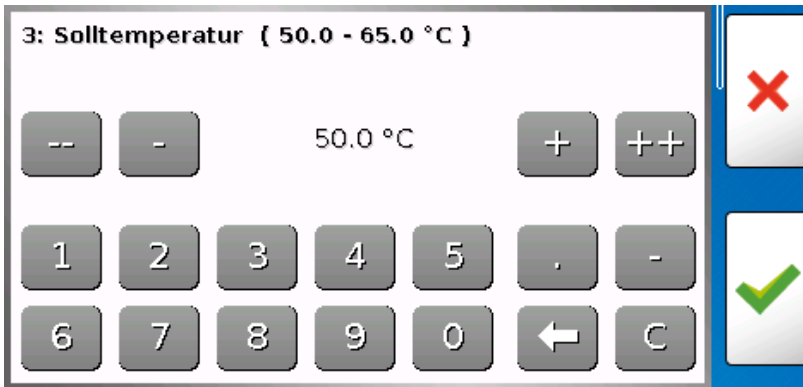 3: Solltemperatur ( 50.0 - 65.0 °C )
-- - 50.0 °C + ++
1 2 3 4 5 . -
6 7 8 9 0 C